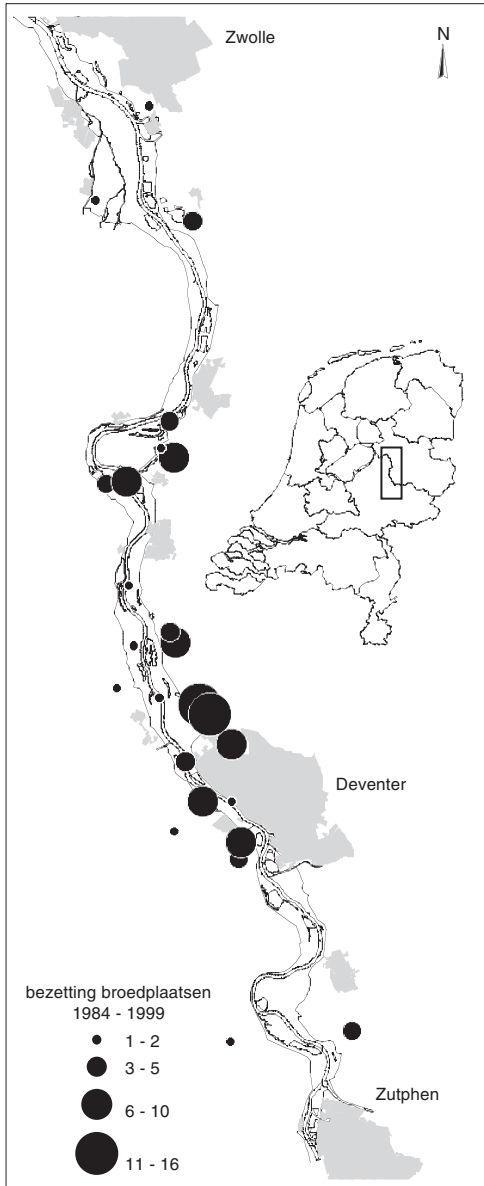 Zwolle
N
Deventer
bezetting broedplaatsen
1984 - 1999
1 - 2
3 - 5
6 - 10
11 - 16
Zutphen